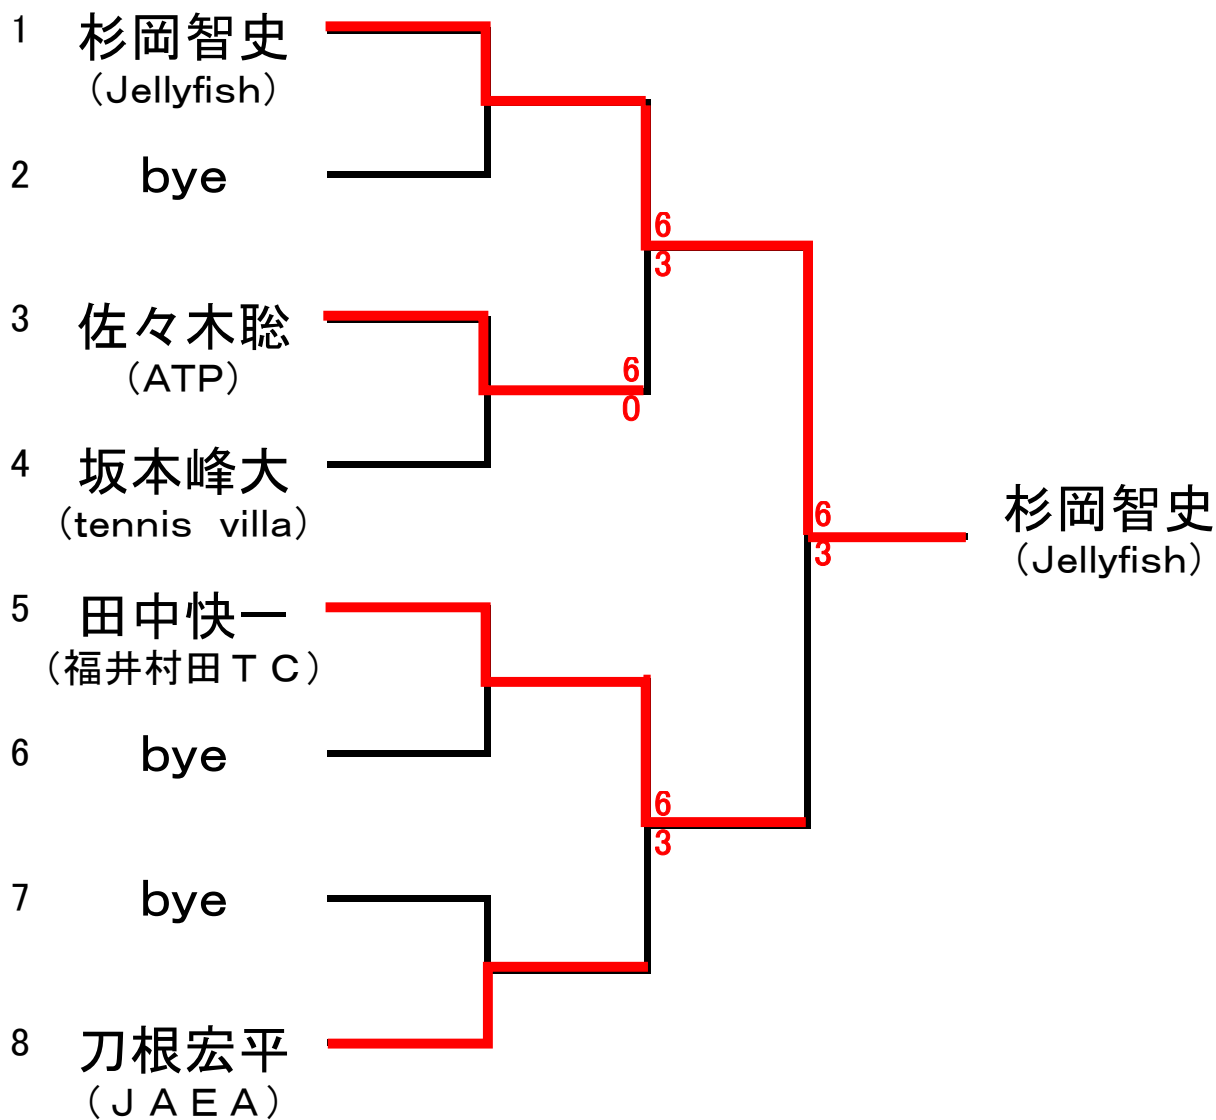 1 杉岡智史
(Jellyfish)
2 bye
6
3
3 佐々木聡
(ATP)
6
0
4 坂本峰大
(tennis villa)
6
3
杉岡智史
(Jellyfish)
5 田中快一
(福井村田TC)
6 bye
6
3
7 bye
8 刀根宏平
(JAEA)